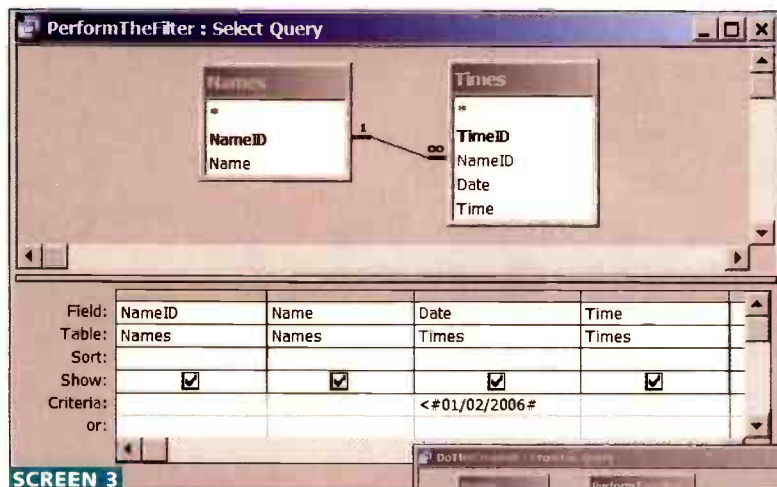 PerformTheFilter : Select Query
Names
*
NameID
Name
1
∞
Times
*
TimeID
NameID
Date
Time
Field: NameID Name Date Time
Table: Names Names Times Times
Sort:
Show:
Criteria: <#01/02/2006#
or:
SCREEN 3